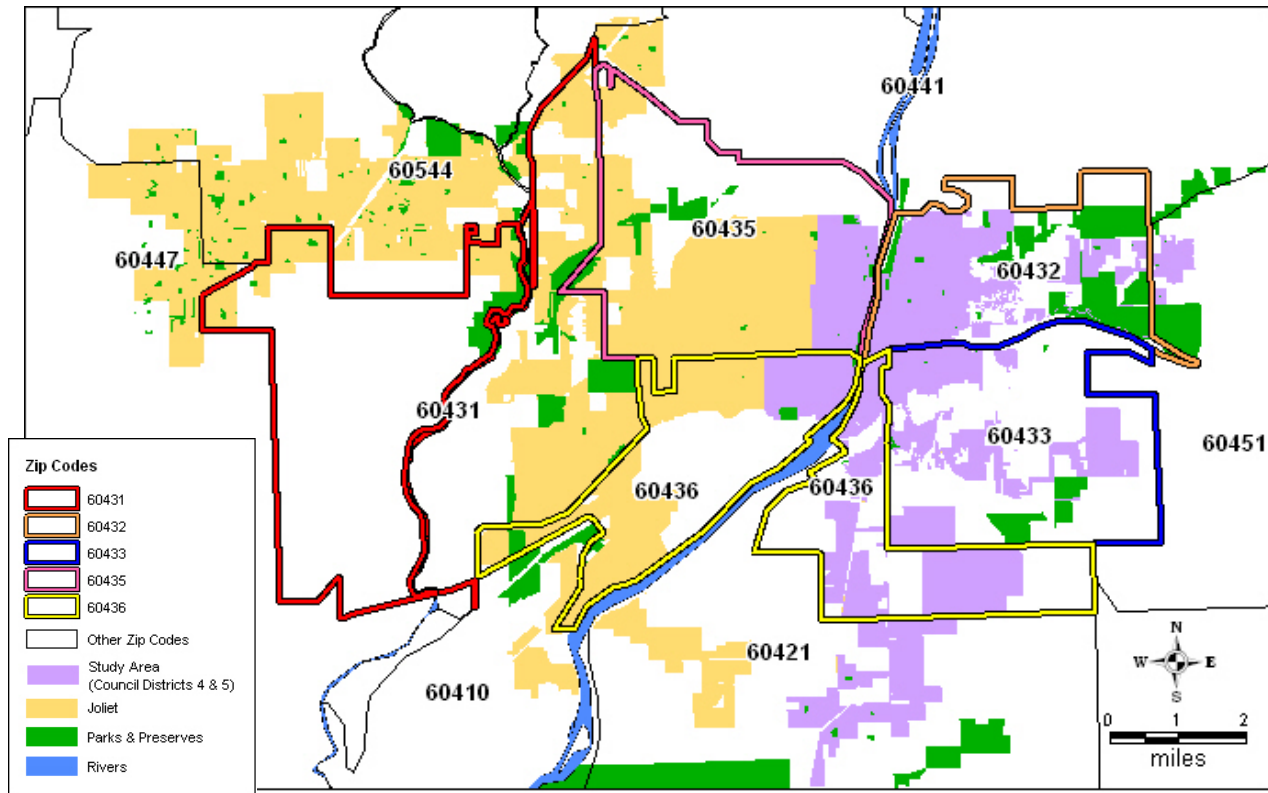 60441
60544
60435
60447
60432
60431
60433
60451
60436
60436
60421
60410
Zip Codes
60431
60432
60433
60435
60436
Other Zip Codes
Study Area
(Council Districts 4 & 5)
Joliet
Parks & Preserves
Rivers
N
W E
S
0 1 2
miles